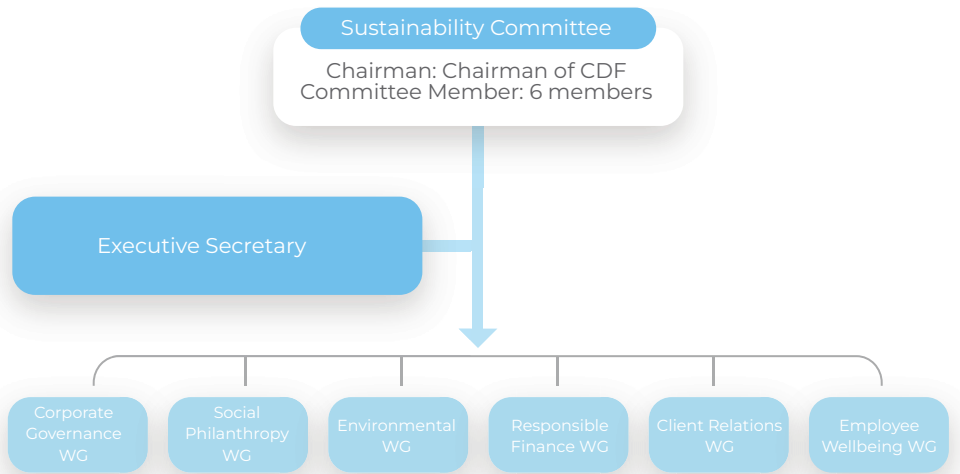 Sustainability Committee
Chairman: Chairman of CDF
Committee Member: 6 members
Executive Secretary
Corporate
Governance
WG
Social
Philanthropy
WG
Environmental
WG
Responsible
Finance WG
Client Relations
WG
Employee
Wellbeing WG